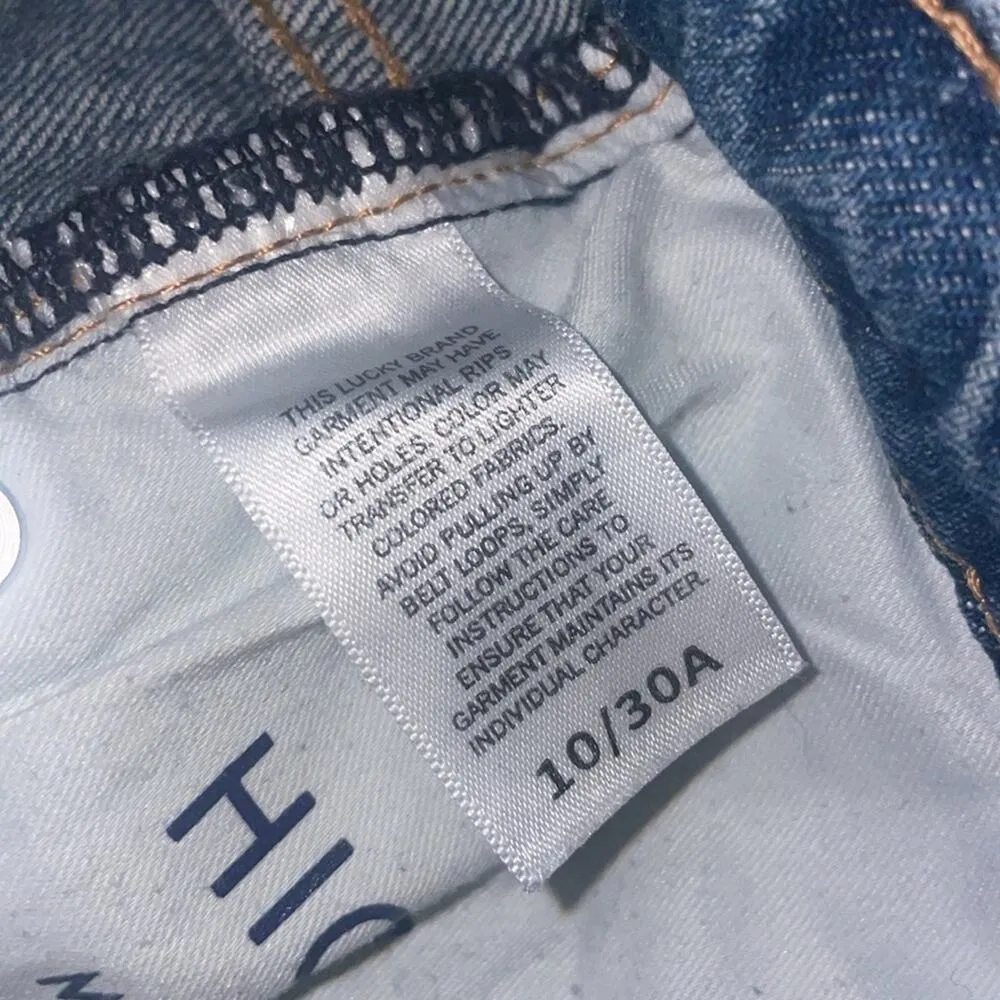 THIS LUCKY BRAND
GARMENT MAY HAVE
INTENTIONAL RIPS
OR HOLES. COLOR MAY
TRANSFER TO LIGHTER
COLORED FABRICS.
AVOID PULLING UP BY
BELT LOOPS, SIMPLY
FOLLOW THE CARE
INSTRUCTIONS TO
ENSURE THAT YOUR
GARMENT MAINTAINS ITS
INDIVIDUAL CHARACTER
10/30A
HI